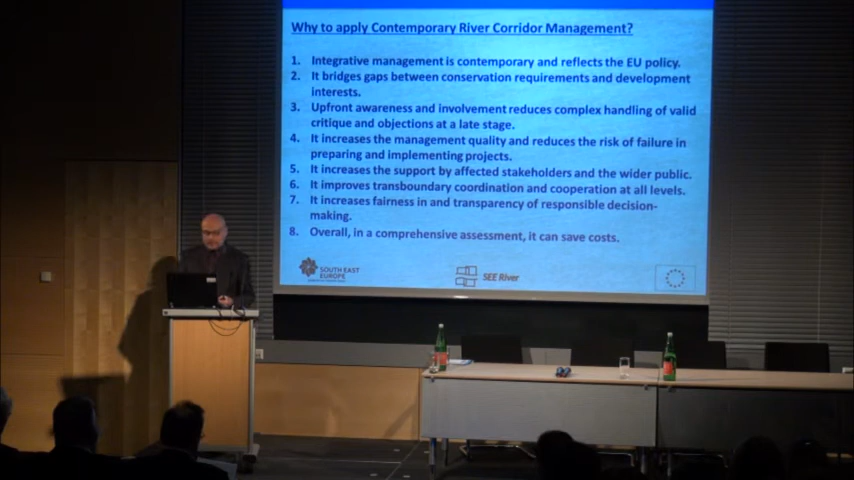 Why to apply Contemporary River Corridor Management?
1. Integrative management is contemporary and reflects the EU policy.
2. It bridges gaps between conservation requirements and development
interests.
3. Upfront awareness and involvement reduces complex handling of valid
critique and objections at a late stage.
4. It increases the management quality and reduces the risk of failure in
preparing and implementing projects.
5. It increases the support by affected stakeholders and the wider public.
6. It improves transboundary coordination and cooperation at all levels.
7. It increases fairness in and transparency of responsible decision-
making.
8. Overall, in a comprehensive assessment, it can save costs.
SOUTH EAST
EUROPE
SEE River